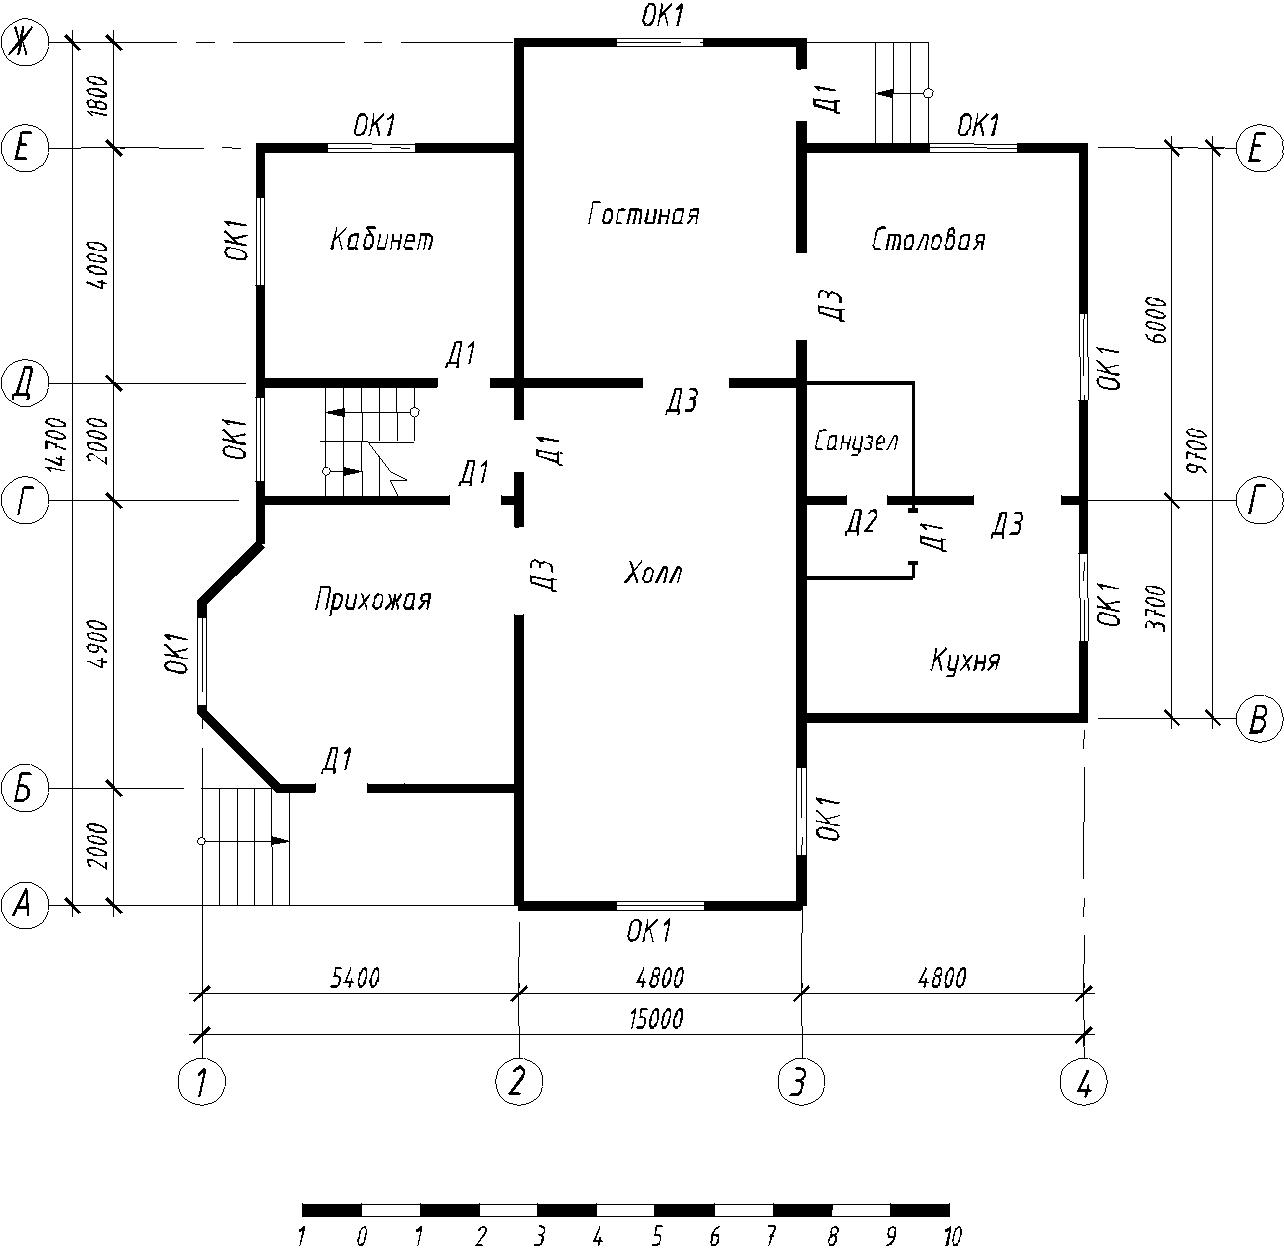 ОК1
Ж
Д1
1800
ОК1
ОК1
Е
Е
Гостиная
ОК1
Кабинет
Столовая
4000
Д3
6000
Д1
ОК1
Д
Д3
14700
2000
ОК1
Д1
Санузел
9700
Д1
Г
Г
Д2
Д1
Д3
Д3
Холл
Прихожая
ОК1
3700
4900
ОК1
Кухня
В
Д1
Б
ОК1
2000
А
ОК1
5400
4800
4800
15000
1
2
3
4
1 0 1 2 3 4 5 6 7 8 9 10